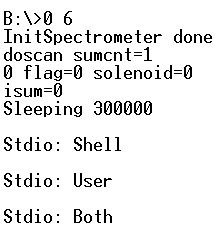 B:\>0 6
InitSpectrometer done
doscan sumcnt=1
0 flag=0 solenoid=0
isum=0
Sleeping 300000
Stdio: Shell
Stdio: User
Stdio: Both